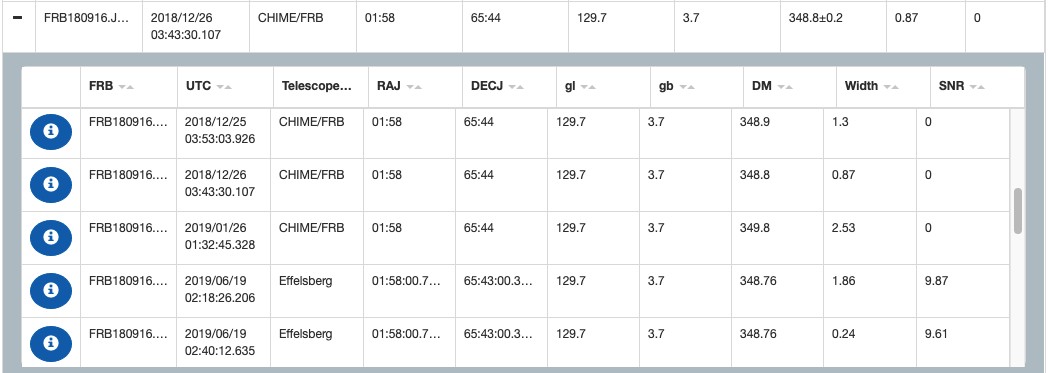 − FRB180916.J... 2018/12/26 03:43:30.107 CHIME/FRB 01:58 65:44 129.7 3.7 348.8±0.2 0.87 0
FRB UTC Telescope... RAJ DECJ gl gb DM Width SNR
FRB180916.... 2018/12/25 03:53:03.926 CHIME/FRB 01:58 65:44 129.7 3.7 348.9 1.3 0
FRB180916.... 2018/12/26 03:43:30.107 CHIME/FRB 01:58 65:44 129.7 3.7 348.8 0.87 0
FRB180916.... 2019/01/26 01:32:45.328 CHIME/FRB 01:58 65:44 129.7 3.7 349.8 2.53 0
FRB180916.... 2019/06/19 02:18:26.206 Effelsberg 01:58:00.7... 65:43:00.3... 129.7 3.7 348.76 1.86 9.87
FRB180916.... 2019/06/19 02:40:12.635 Effelsberg 01:58:00.7... 65:43:00.3... 129.7 3.7 348.76 0.24 9.61